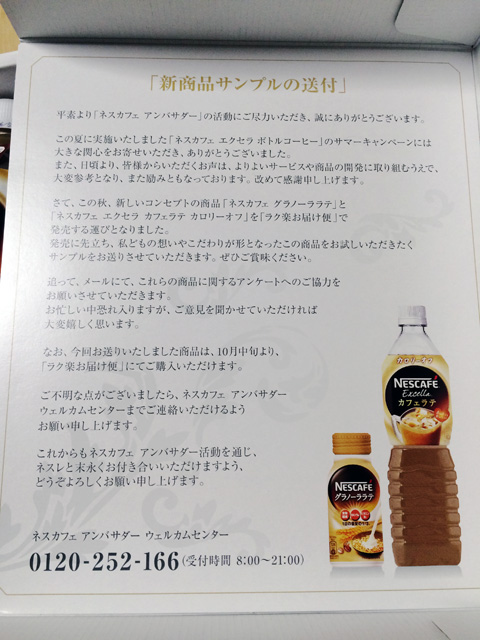 「新商品サンプルの送付」
平素より「ネスカフェ アンバサダー」の活動にご尽力いただき、誠にありがとうございます。
この夏に実施いたしました「ネスカフェ エクセラ ボトルコーヒー」のサマーキャンペーンには
大きな関心をお寄せいただき、ありがとうございました。
また、日頃より、皆様からいただくお声は、よりよいサービスや商品の開発に取り組むうえで、
大変参考となり、また励みともなっております。改めて感謝申し上げます。
さて、この秋、新しいコンセプトの商品「ネスカフェ グラノーララテ」と
「ネスカフェ エクセラ カフェラテ カロリーオフ」を「ラク楽お届け便」で
発売する運びとなりました。
発売に先立ち、私どもの想いやこだわりが形となったこの商品をお試しいただきたく
サンプルをお送りさせていただきます。ぜひご賞味ください。
追って、メールにて、これらの商品に関するアンケートへのご協力を
お願いさせていただきます。
お忙しい中恐れ入りますが、ご意見を聞かせていただければ
大変嬉しく思います。
なお、今回お送りいたしました商品は、10月中旬より、
「ラク楽お届け便」にてご購入いただけます。
ご不明な点がございましたら、ネスカフェ アンバサダー
ウェルカムセンターまでご連絡いただけるよう
お願い申し上げます。
これからもネスカフェ アンバサダー活動を通じ、
ネスレと末永くお付き合いいただけますよう、
どうぞよろしくお願い申し上げます。
ネスカフェ アンバサダー ウェルカムセンター
0120-252-166(受付時間 8:00〜21:00)
カロリーオフ
NESCAFÉ
Excella
カフェラテ
NESCAFÉ
グラノーララテ